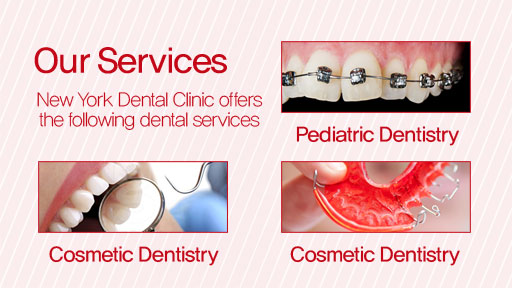 Our Services
New York Dental Clinic offers
the following dental services
Pediatric Dentistry
Cosmetic Dentistry
Cosmetic Dentistry